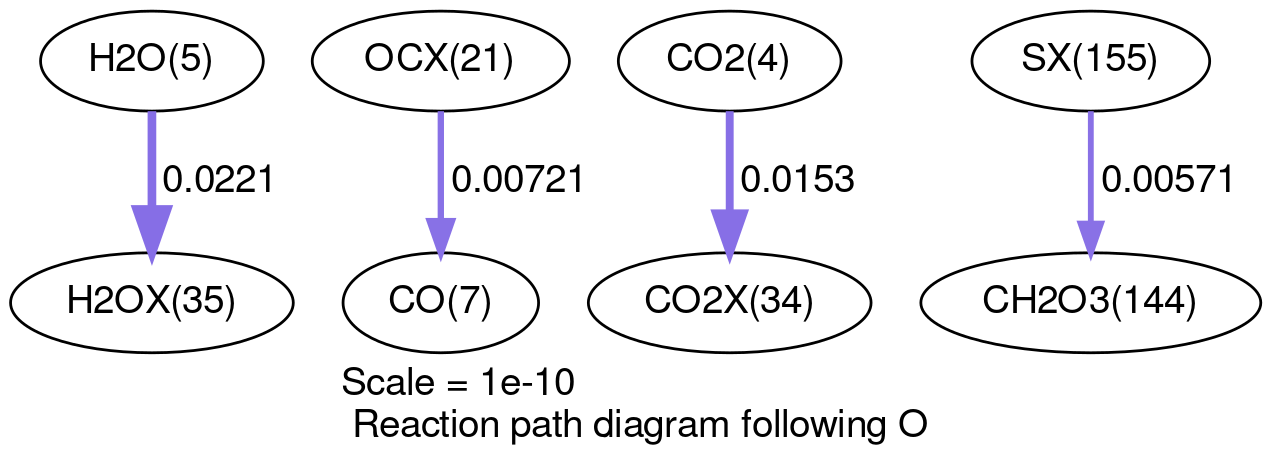 H2O(5) OCX(21) CO2(4) SX(155)
0.0221 0.00721 0.0153 0.00571
H2OX(35) CO(7) CO2X(34) CH2O3(144)
Scale = 1e-10
Reaction path diagram following O